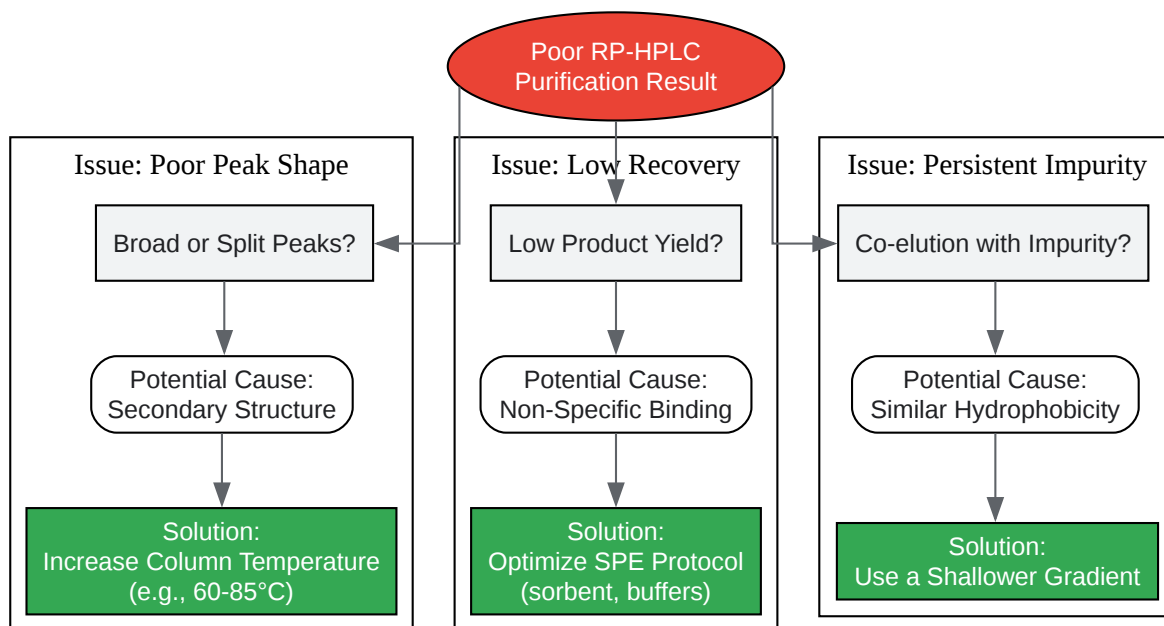 Poor RP-HPLC
Purification Result
Issue: Poor Peak Shape
Broad or Split Peaks?
Potential Cause:
Secondary Structure
Solution:
Increase Column Temperature
(e.g., 60-85°C)
Issue: Low Recovery
Low Product Yield?
Potential Cause:
Non-Specific Binding
Solution:
Optimize SPE Protocol
(sorbent, buffers)
Issue: Persistent Impurity
Co-elution with Impurity?
Potential Cause:
Similar Hydrophobicity
Solution:
Use a Shallower Gradient